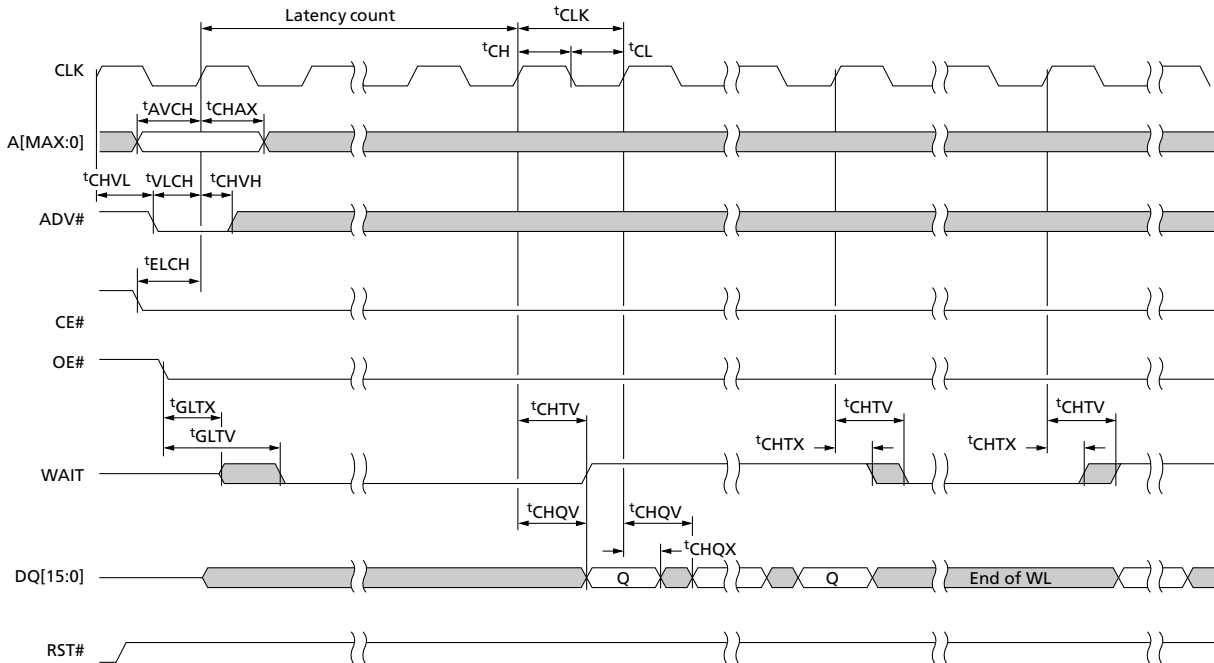 Latency count
tCLK
tCH
tCL
CLK
tAVCH
tCHAX
A[MAX:0]
tCHVL
tVLCH
tCHVH
ADV#
tELCH
CE#
OE#
tGLTX
tCHTV
tCHTV
tCHTV
tGLTV
tCHTX
tCHTX
WAIT
tCHQV
tCHQV
tCHQX
DQ[15:0]
Q
Q
End of WL
RST#